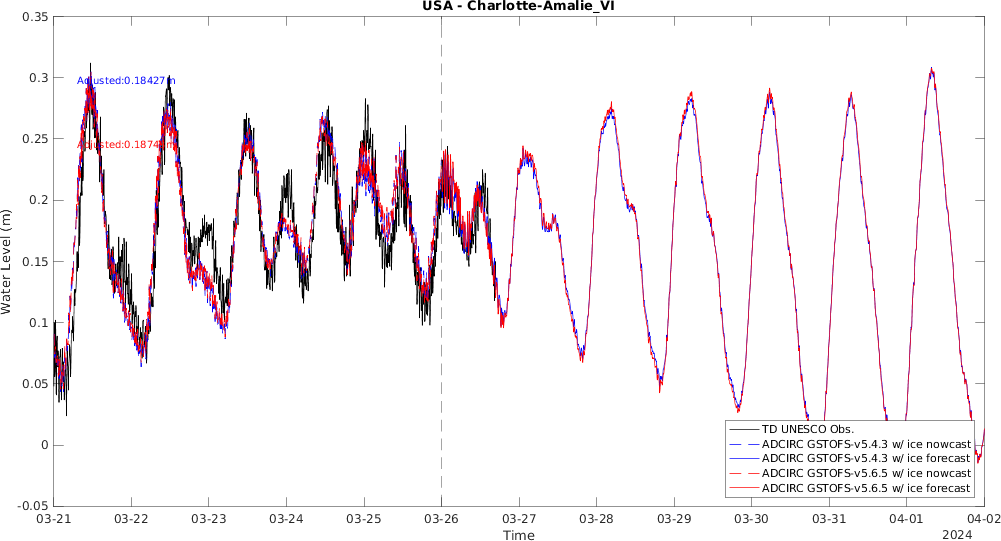 USA - Charlotte-Amalie_VI
0.35
0.3
0.25
0.2
0.15
0.1
0.05
0
-0.05
Water Level (m)
Adjusted:0.18427 m
TD UNESCO Obs.
ADCIRC GSTOFS-v5.4.3 w/ ice nowcast
ADCIRC GSTOFS-v5.4.3 w/ ice forecast
ADCIRC GSTOFS-v5.6.5 w/ ice nowcast
ADCIRC GSTOFS-v5.6.5 w/ ice forecast
03-21 03-22 03-23 03-24 03-25 03-26 03-27 03-28 03-29 03-30 03-31 04-01 04-02
Time
2024